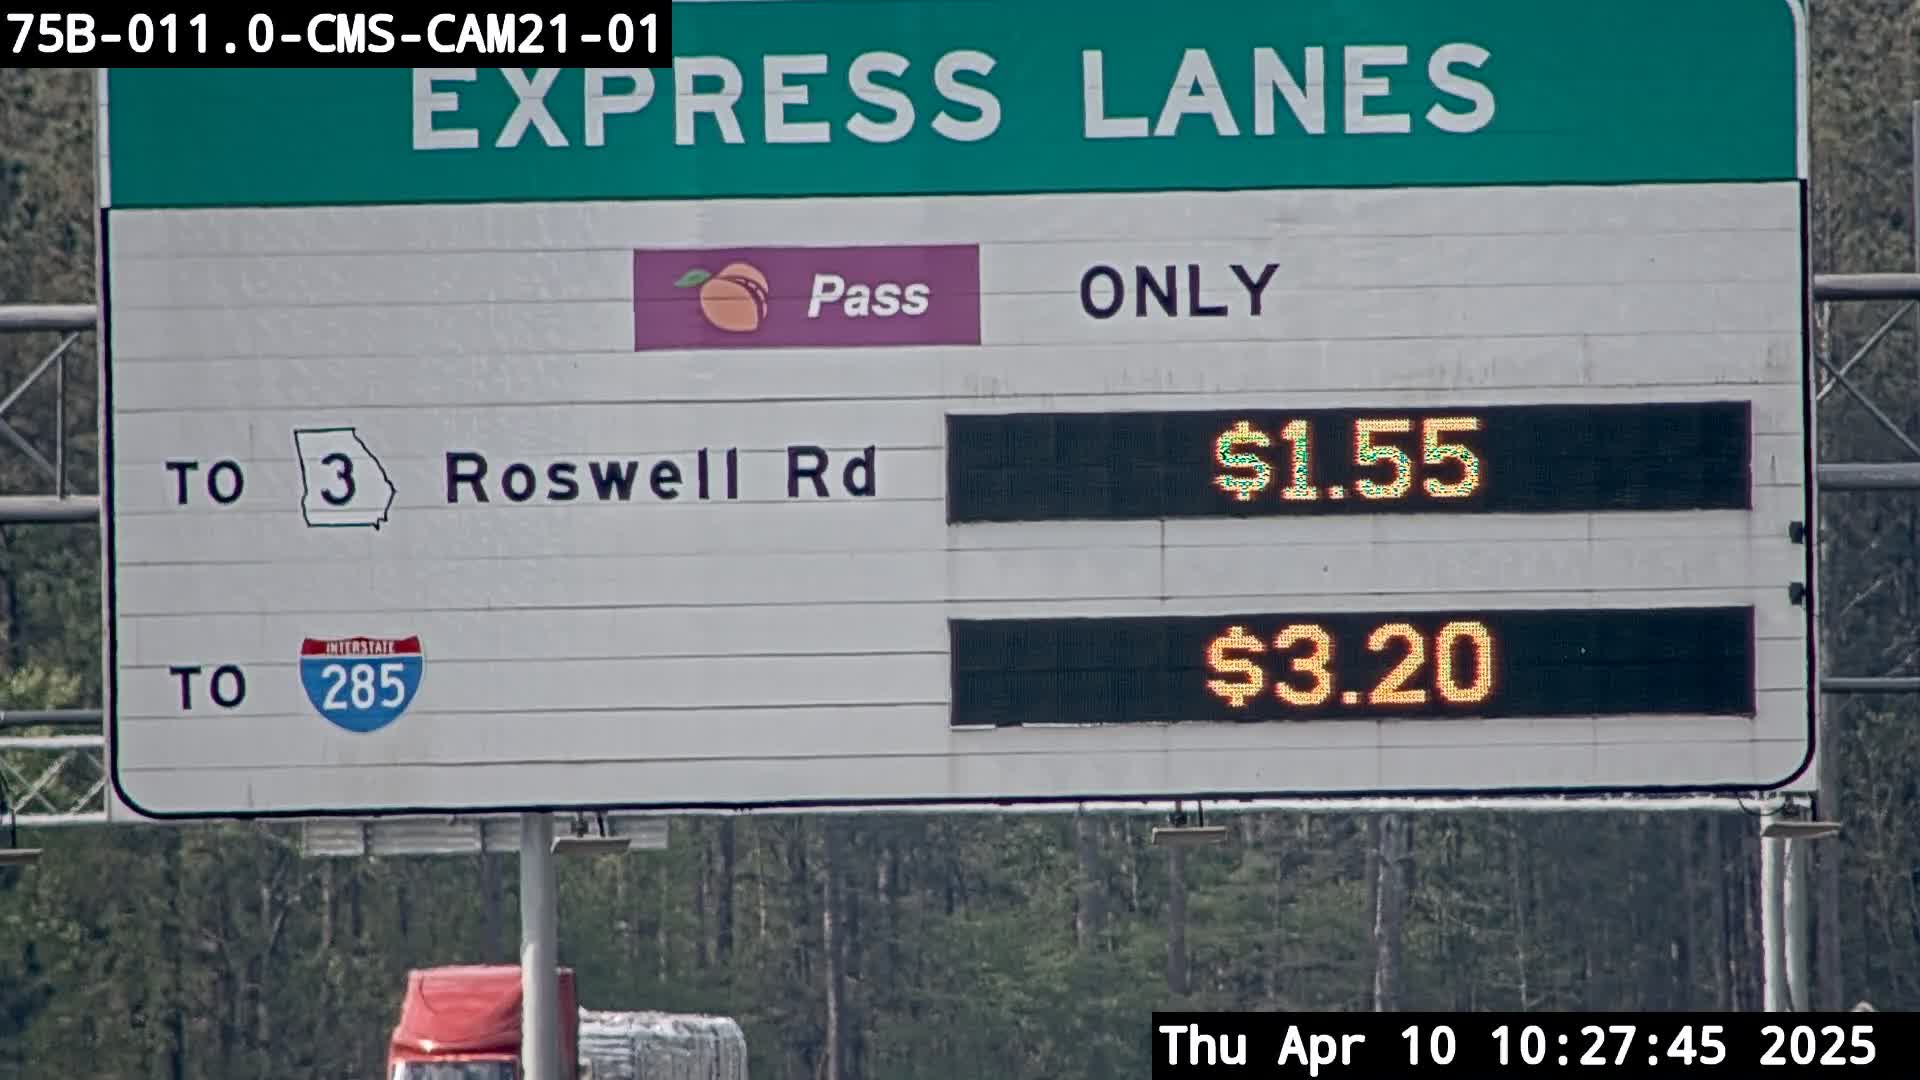 75B-011.0-CMS-CAM21-01
EXPRESS LANES
Pass ONLY
TO 3 Roswell Rd $1.55
INTERSTATE
TO 285 $3.20
Thu Apr 10 10:27:45 2025